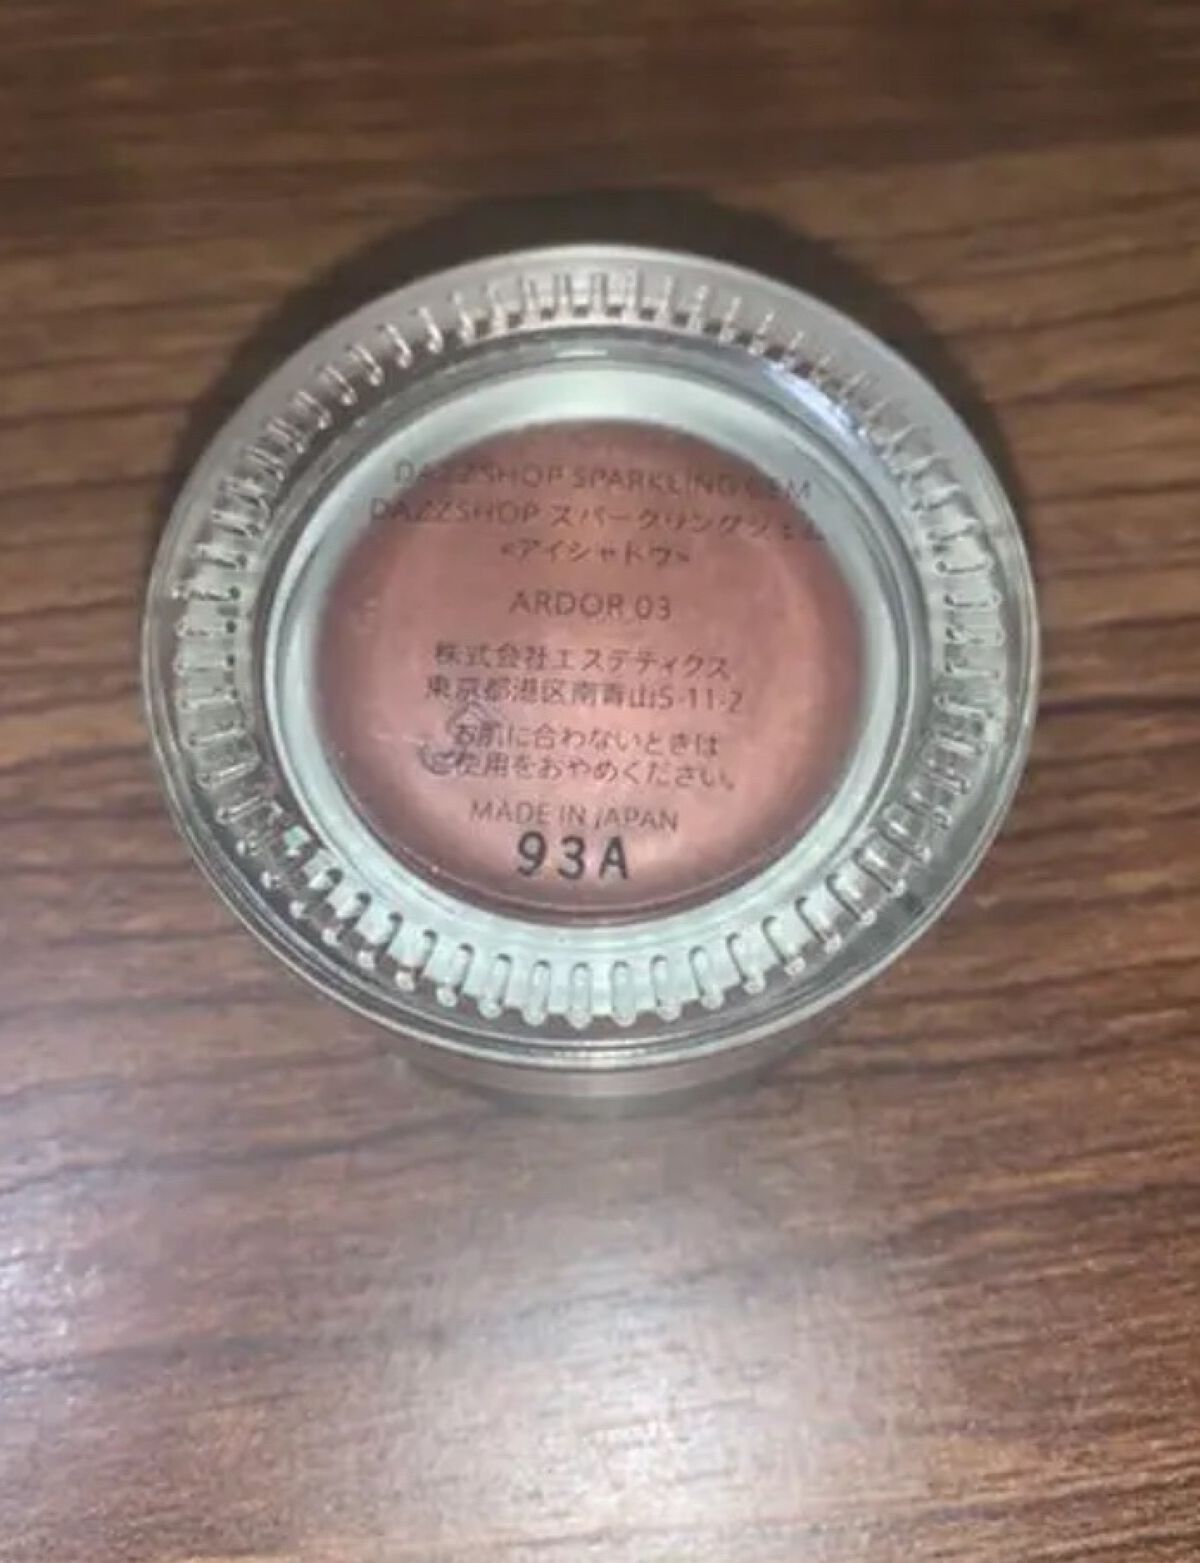 DAZZSHOP SPARKLING GEM
DAZZSHOP スパークリングジェム
<アイシャドウ>
ARDOR 03
株式会社エステティクス
東京都港区南青山5-11-2
お肌に合わないときは
ご使用をおやめください。
MADE IN JAPAN
93A